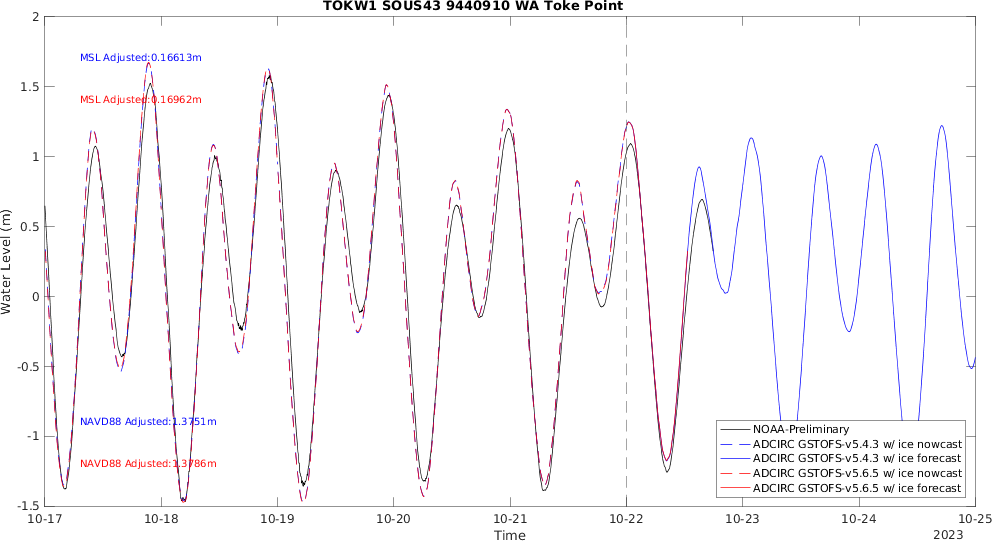 TOKW1 SOUS43 9440910 WA Toke Point
2
1.5
1
0.5
0
-0.5
-1
-1.5
Water Level (m)
MSL Adjusted:0.16613m
MSL Adjusted:0.16962m
NAVD88 Adjusted:1.3751m
NAVD88 Adjusted:1.3786m
NOAA-Preliminary
ADCIRC GSTOFS-v5.4.3 w/ ice nowcast
ADCIRC GSTOFS-v5.4.3 w/ ice forecast
ADCIRC GSTOFS-v5.6.5 w/ ice nowcast
ADCIRC GSTOFS-v5.6.5 w/ ice forecast
10-17 10-18 10-19 10-20 10-21 10-22 10-23 10-24 10-25
Time
2023